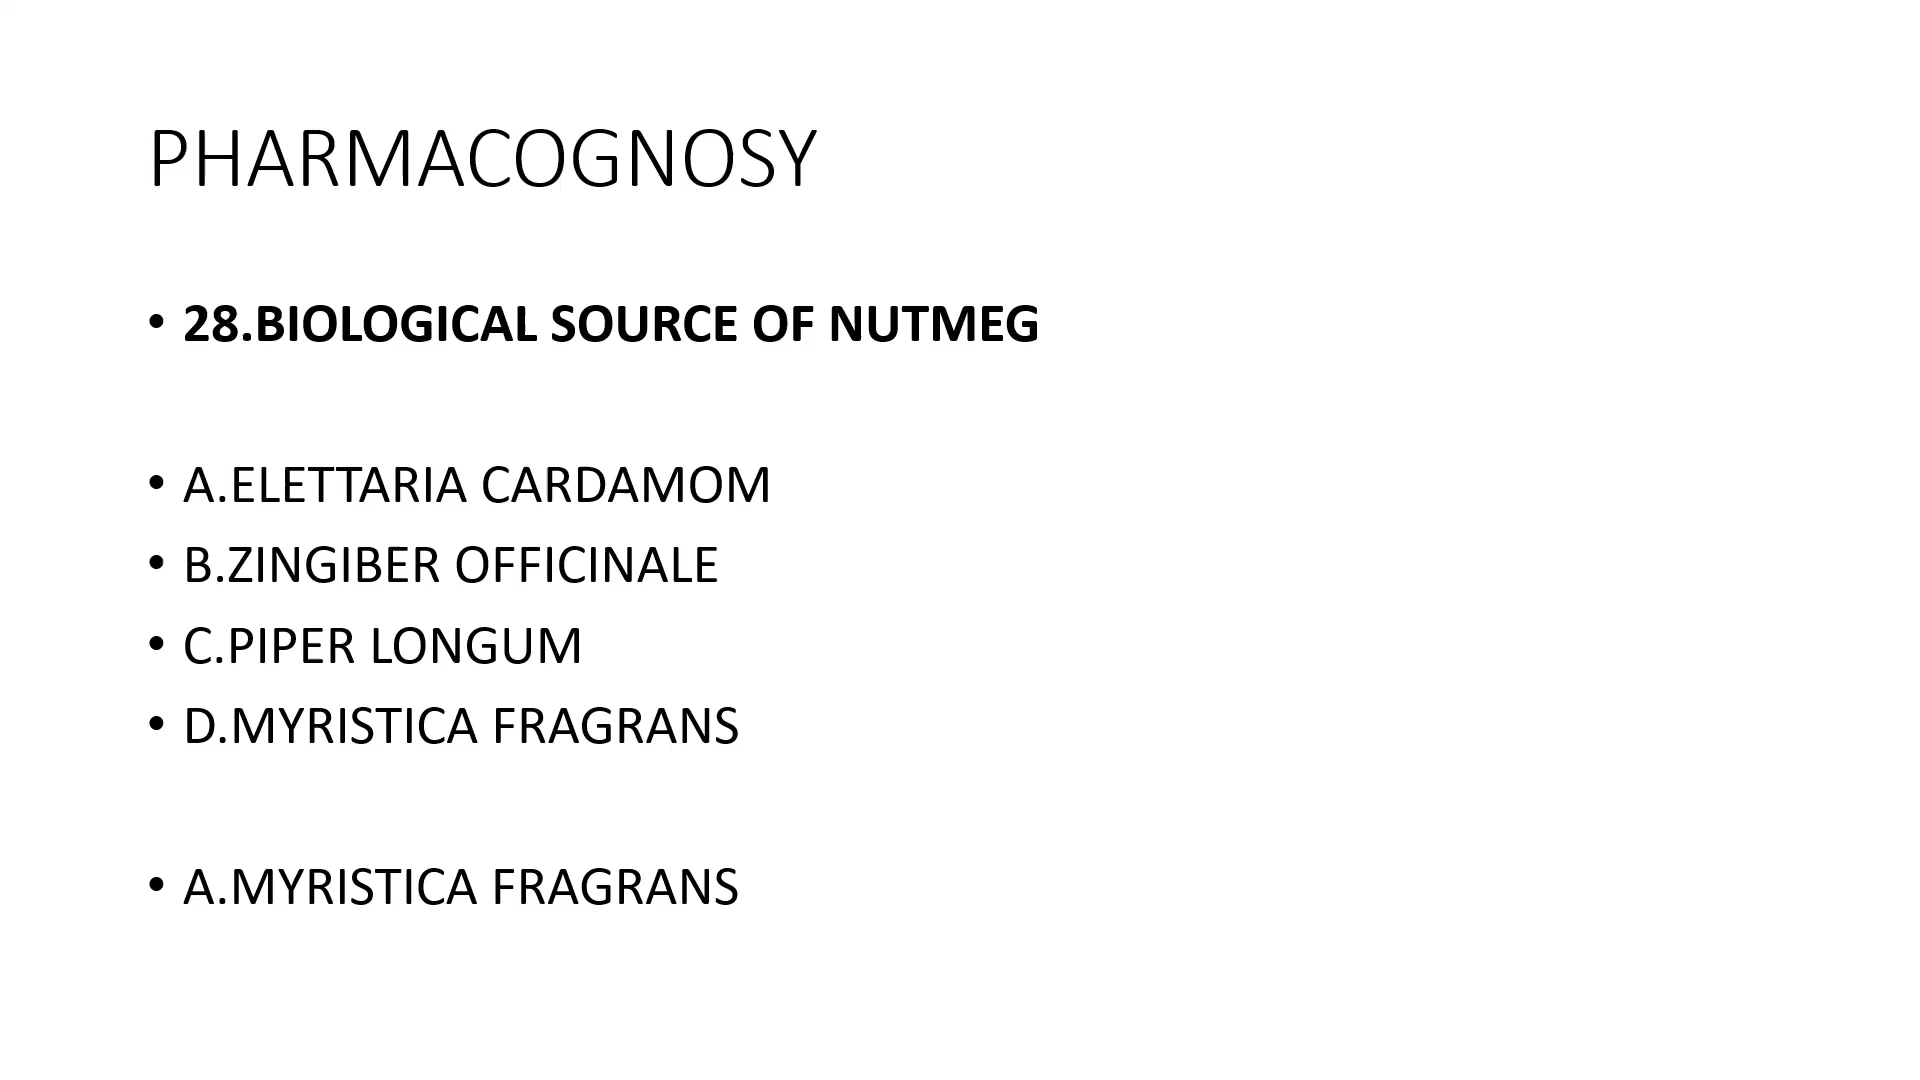 PHARMACOGNOSY
• 28.BIOLOGICAL SOURCE OF NUTMEG
• A.ELETTARIA CARDAMOM
• B.ZINGIBER OFFICINALE
• C.PIPER LONGUM
• D.MYRISTICA FRAGRANS
• A.MYRISTICA FRAGRANS